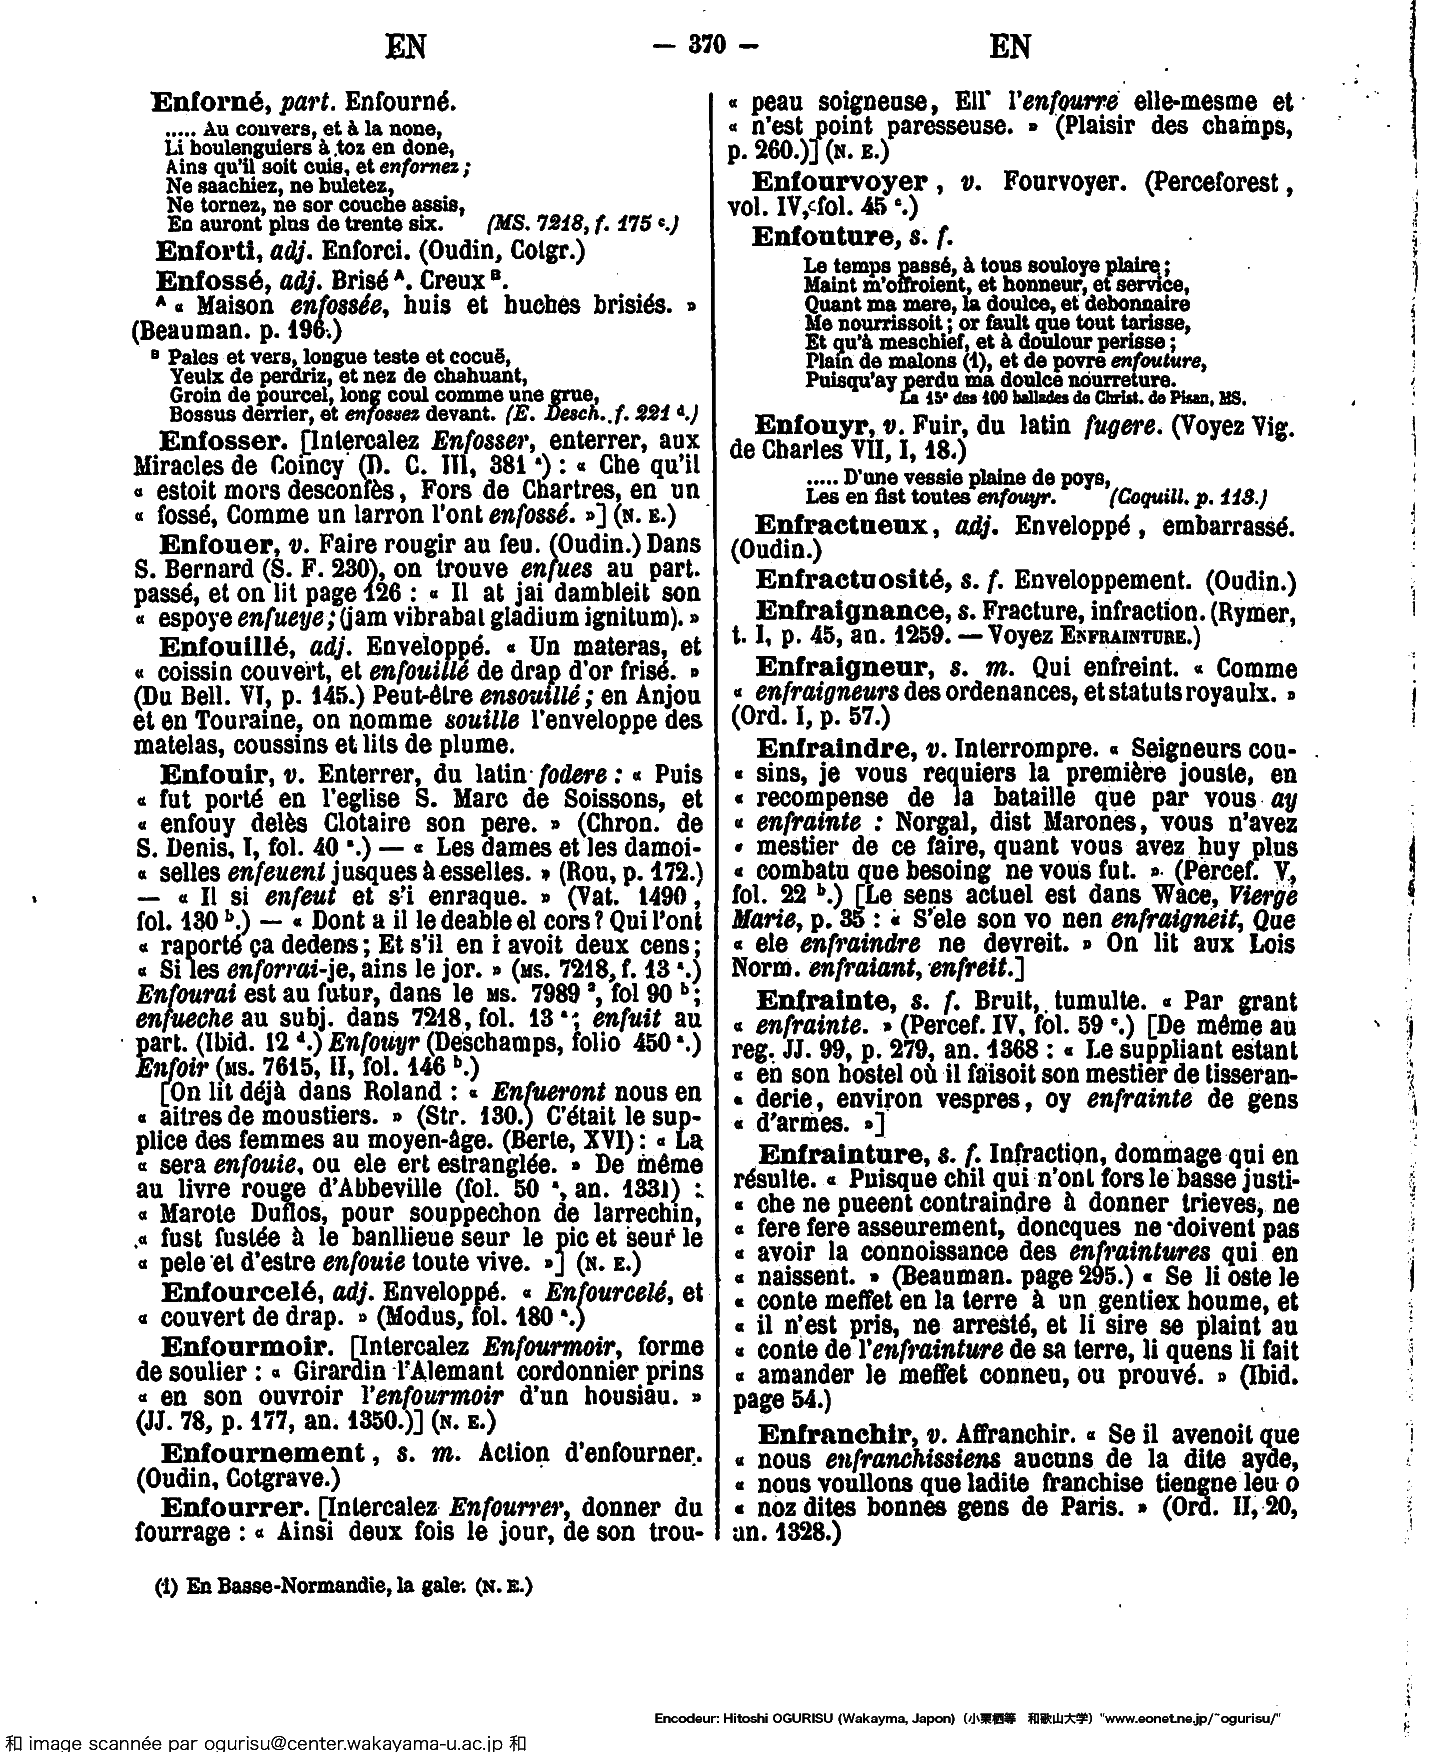 EN — 370 — EN
Enforné, part. Enfourné.
..... Au couvers, et à la none,
Li boulenguiers à toz en done,
Ains qu'il soit cuis, et enfornez ;
Ne saachiez, ne buletez,
Ne tornez, ne sor couche assis,
En auront plus de trente six. (MS. 7218, f. 175 c.)
Enforti, adj. Enforci. (Oudin, Cotgr.)
Enfossé, adj. Brisé A. Creux B.
A « Maison enfossée, huis et huches brisiés. »
(Beauman. p. 196.)
B Pales et vers, longue teste et cocuë,
Yeulx de perdriz, et nez de chahuant,
Groin de pourcel, long coul comme une grue,
Bossus derrier, et enfossez devant. (E. Desch. f. 221 d.)
Enfosser. [Intercalez Enfosser, enterrer, aux
Miracles de Coincy (D. C. III, 381 a) : « Che qu'il
« estoit mors desconfès, Fors de Chartres, en un
« fossé, Comme un larron l'ont enfossé. »] (N. E.)
Enfouer, v. Faire rougir au feu. (Oudin.) Dans
S. Bernard (S. F. 230), on trouve enfues au part.
passé, et on lit page 126 : « Il at jai dambleit son
« espoye enfueye ; (jam vibrabat gladium ignitum). »
Enfouillé, adj. Enveloppé. « Un materas, et
« coissin couvert, et enfouillé de drap d'or frisé. »
(Du Bell. VI, p. 145.) Peut-être ensouillé ; en Anjou
et en Touraine, on nomme souille l'enveloppe des
matelas, coussins et lits de plume.
Enfouir, v. Enterrer, du latin fodere : « Puis
« fut porté en l'eglise S. Marc de Soissons, et
« enfouy delès Clotaire son pere. » (Chron. de
S. Denis, I, fol. 40 a.) — « Les dames et les damoi-
« selles enfeuent jusques à esselles. » (Rou, p. 172.)
— « Il si enfeut et s'i enraque. » (Vat. 1490,
fol. 130 b.) — « Dont a il le deable el cors ? Qui l'ont
« raporté ça dedens ; Et s'il en i avoit deux cens ;
« Si les enforrai-je, ains le jor. » (MS. 7218, f. 13 a.)
Enfourai est au futur, dans le MS. 7989 2, fol 90 b ;
enfueche au subj. dans 7218, fol. 13 a ; enfuit au
part. (Ibid. 12 d.) Enfouyr (Deschamps, folio 450 a.)
Enfoir (MS. 7615, II, fol. 146 b.)
[On lit déjà dans Roland : « Enfueront nous en
« aitres de moustiers. » (Str. 130.) C'était le sup-
plice des femmes au moyen-âge. (Berte, XVI) : « La
« sera enfouie, ou ele ert estranglée. » De même
au livre rouge d'Abbeville (fol. 50 a, an. 1331) :
« Marote Duflos, pour souppechon de larrechin,
« fust fustée à le banllieue seur le pic et seur le
« pele et d'estre enfouie toute vive. »] (N. E.)
Enfourcelé, adj. Enveloppé. « Enfourcelé, et
« couvert de drap. » (Modus, fol. 180 a.)
Enfourmoir. [Intercalez Enfourmoir, forme
de soulier : « Girardin l'Alemant cordonnier prins
« en son ouvroir l'enfourmoir d'un housiau. »
(JJ. 78, p. 177, an. 1350.)] (N. E.)
Enfournement, s. m. Action d'enfourner.
(Oudin, Cotgrave.)
Enfourrer. [Intercalez Enfourrer, donner du
fourrage : « Ainsi deux fois le jour, de son trou-
« peau soigneuse, Ell' l'enfourre elle-mesme et
« n'est point paresseuse. » (Plaisir des champs,
p. 260.)] (N. E.)
Enfourvoyer, v. Fourvoyer. (Perceforest,
vol. IV, fol. 45 c.)
Enfouture, s. f.
Le temps passé, à tous souloye plaire ;
Maint m'offroient, et honneur, et service,
Quant ma mere, la doulce, et debonnaire
Me nourrissoit ; or fault que tout tarisse,
Et qu'à meschief, et à doulour perisse ;
Plain de malons (1), et de povre enfouture,
Puisqu'ay perdu ma doulce nourreture.
La 15e des 100 ballades de Christ. de Pisan, MS.
Enfouyr, v. Fuir, du latin fugere. (Voyez Vig.
de Charles VII, I, 18.)
..... D'une vessie plaine de poys,
Les en fist toutes enfouyr. (Coquill. p. 113.)
Enfractueux, adj. Enveloppé, embarrassé.
(Oudin.)
Enfractuosité, s. f. Enveloppement. (Oudin.)
Enfraignance, s. Fracture, infraction. (Rymer,
t. I, p. 45, an. 1259. — Voyez ENFRAINTURE.)
Enfraigneur, s. m. Qui enfreint. « Comme
« enfraigneurs des ordenances, et statuts royaulx. »
(Ord. I, p. 57.)
Enfraindre, v. Interrompre. « Seigneurs cou-
« sins, je vous requiers la première jouste, en
« recompense de la bataille que par vous ay
« enfrainte : Norgal, dist Marones, vous n'avez
« mestier de ce faire, quant vous avez huy plus
« combatu que besoing ne vous fut. » (Percef. V,
fol. 22 b.) [Le sens actuel est dans Wace, Vierge
Marie, p. 35 : « S'ele son vo nen enfraigneit, Que
« ele enfraindre ne devreit. » On lit aux Lois
Norm. enfraiant, enfreit.]
Enfrainte, s. f. Bruit, tumulte. « Par grant
« enfrainte. » (Percef. IV, fol. 59 c.) [De même au
reg. JJ. 99, p. 279, an. 1368 : « Le suppliant estant
« en son hostel où il faisoit son mestier de tisseran-
« derie, environ vespres, oy enfrainte de gens
« d'armes. »]
Enfrainture, s. f. Infraction, dommage qui en
résulte. « Puisque chil qui n'ont fors le basse justi-
« che ne pueent contraindre à donner trieves, ne
« fere fere asseurement, doncques ne doivent pas
« avoir la connoissance des enfraintures qui en
« naissent. » (Beauman. page 295.) « Se li oste le
« conte meffet en la terre à un gentiex houme, et
« il n'est pris, ne arresté, et li sire se plaint au
« conte de l'enfrainture de sa terre, li quens li fait
« amander le meffet conneu, ou prouvé. » (Ibid.
page 54.)
Enfranchir, v. Affranchir. « Se il avenoit que
« nous enfranchissiens aucuns de la dite ayde,
« nous voullons que ladite franchise tiengne leu o
« noz dites bonnes gens de Paris. » (Ord. II, 20,
an. 1328.)
(1) En Basse-Normandie, la gale. (N. E.)
Encodeur: Hitoshi OGURISU (Wakayma, Japon) (小栗栖等 和歌山大学) "www.eonet.ne.jp/~ogurisu/"
和 image scannée par ogurisu@center.wakayama-u.ac.jp 和